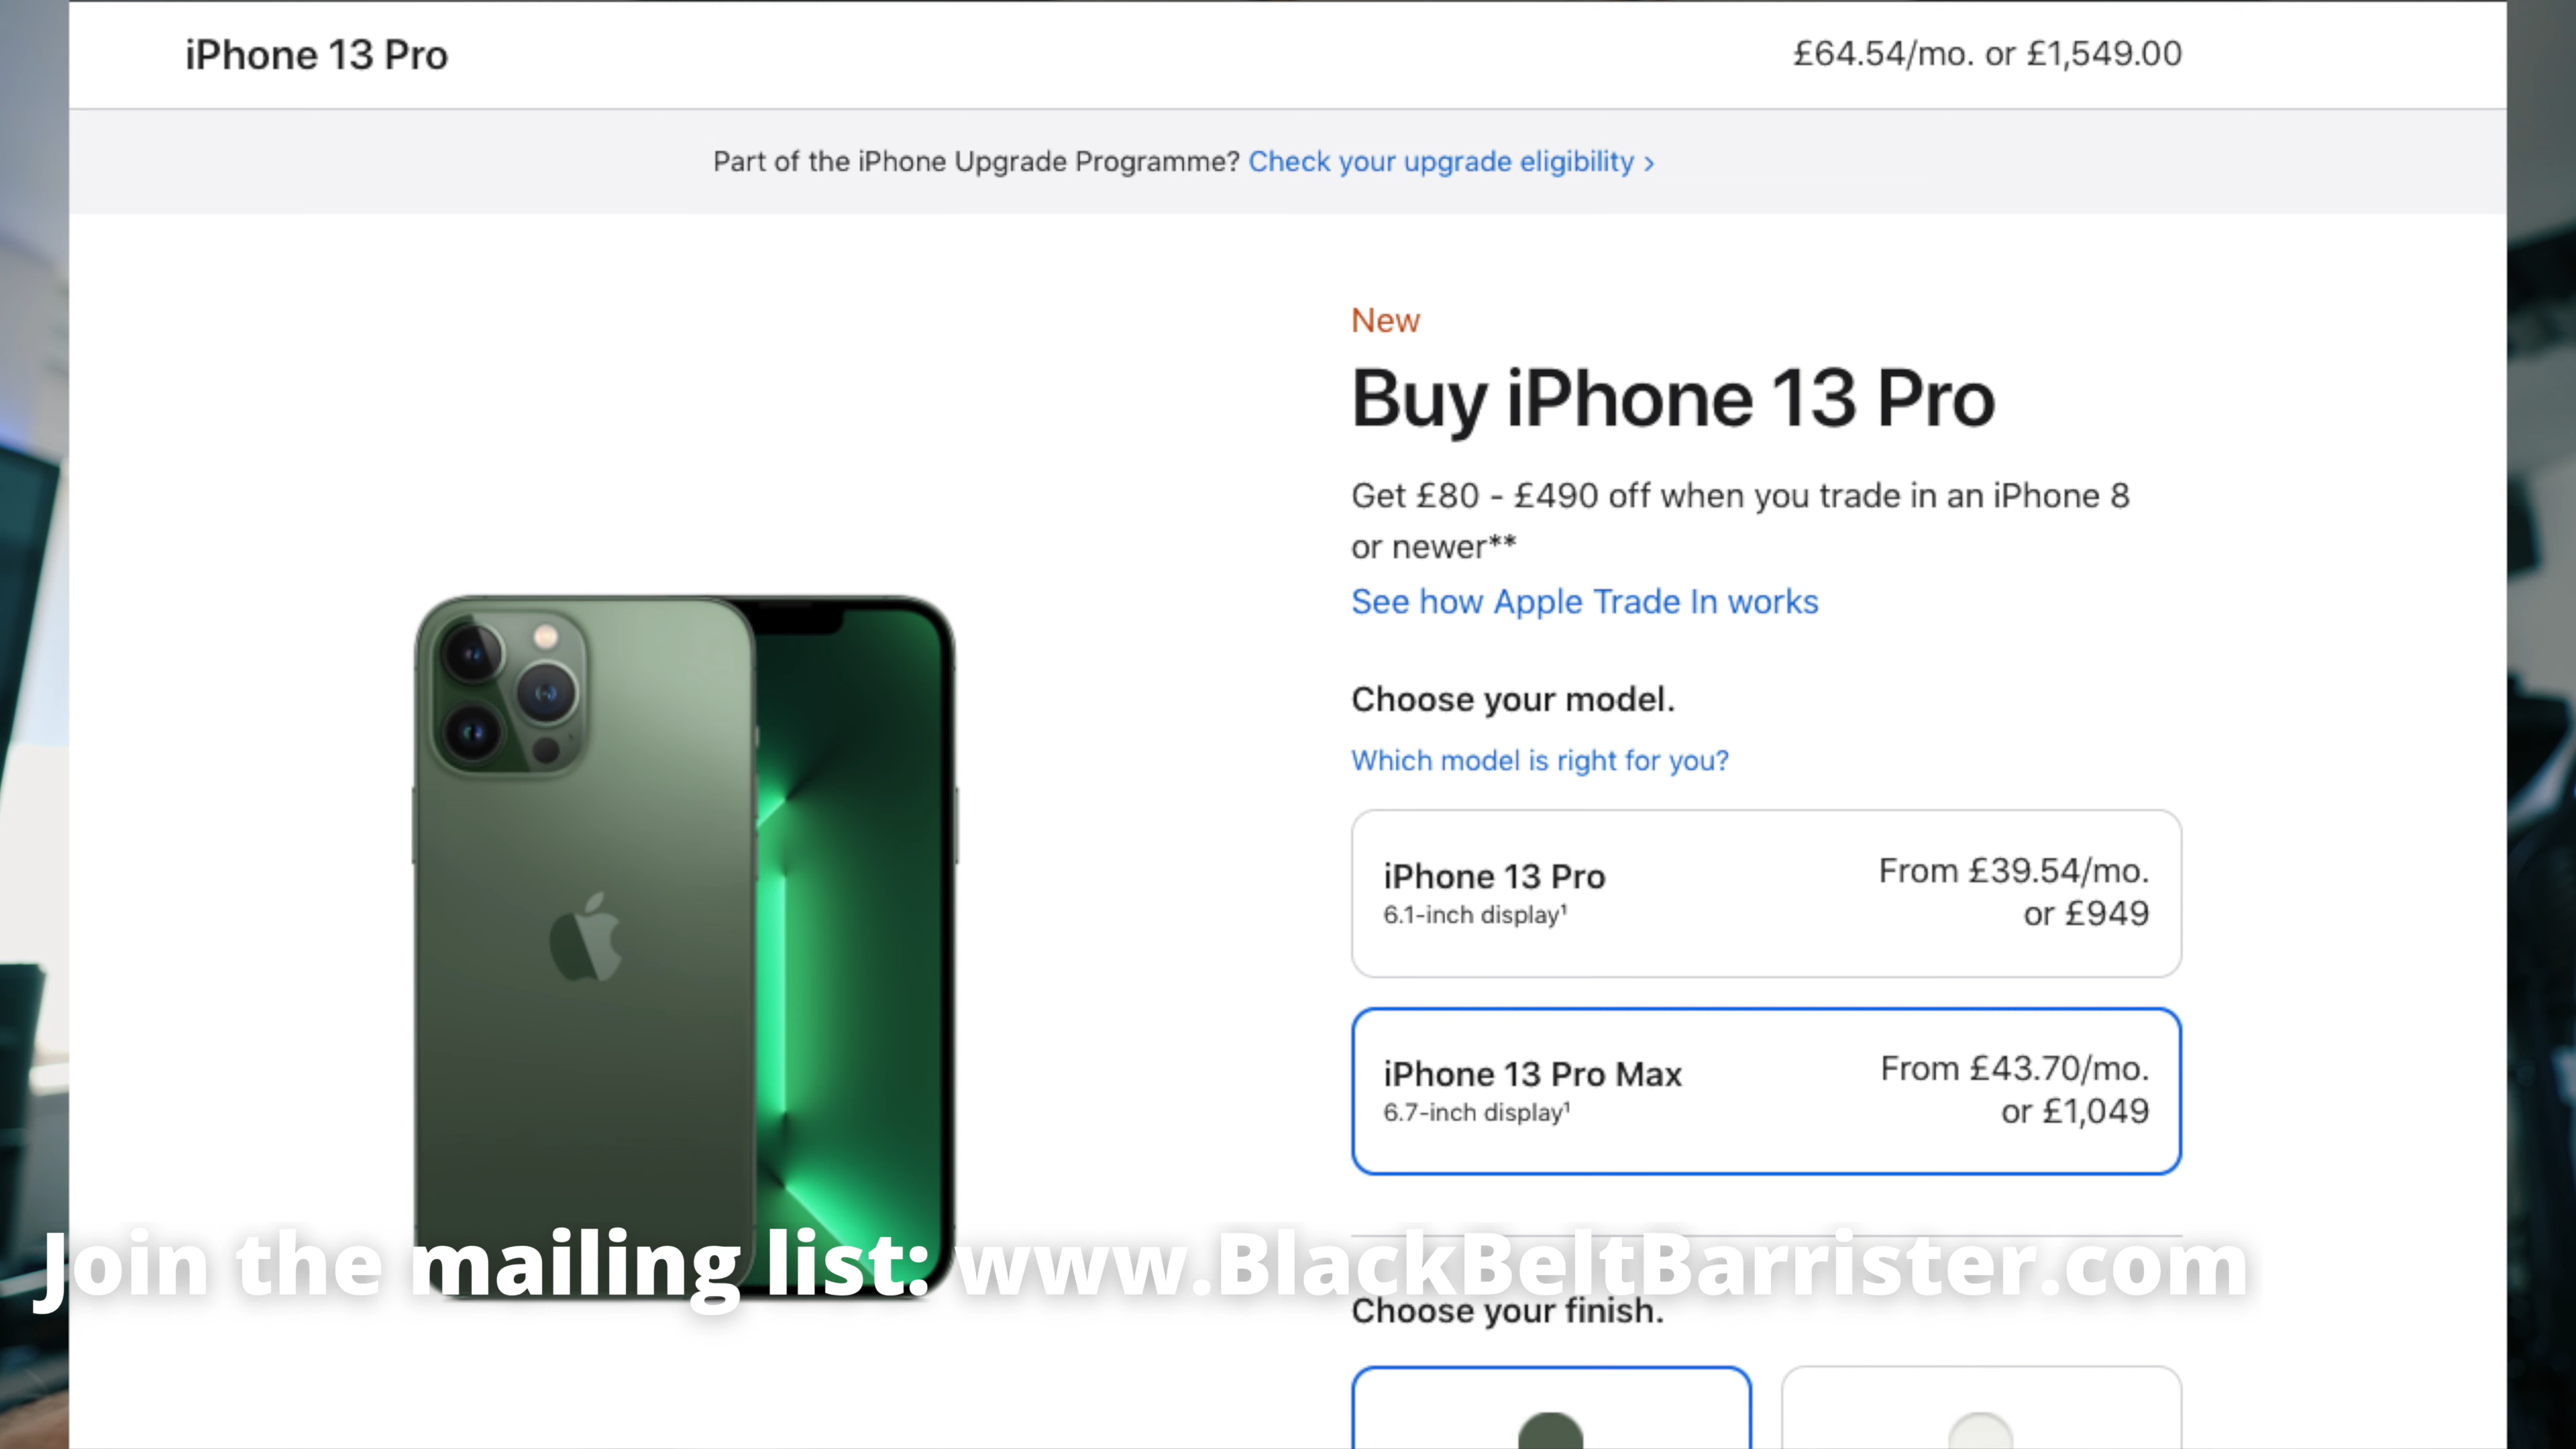 iPhone 13 Pro
£64.54/mo. or £1,549.00
Part of the iPhone Upgrade Programme? Check your upgrade eligibility >
New
Buy iPhone 13 Pro
Get £80 - £490 off when you trade in an iPhone 8
or newer**
See how Apple Trade In works
Choose your model.
Which model is right for you?
iPhone 13 Pro
6.1-inch display¹
From £39.54/mo.
or £949
iPhone 13 Pro Max
6.7-inch display¹
From £43.70/mo.
or £1,049
Join the mailing list: www.BlackBeltBarrister.com
Choose your finish.